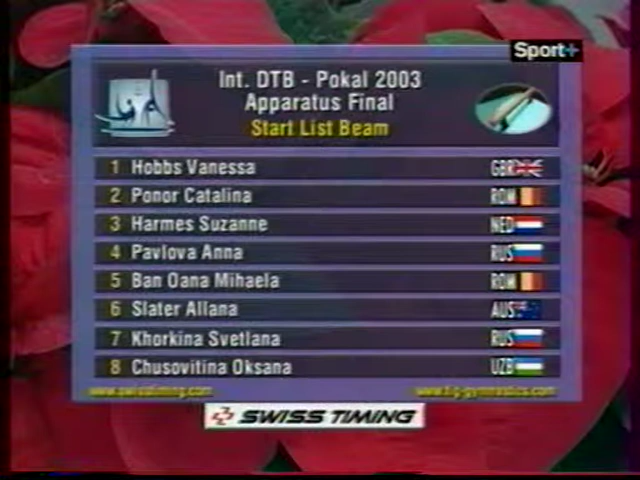 Sport+
Int. DTB - Pokal 2003
Apparatus Final
Start List Beam
1 Hobbs Vanessa GBR
2 Ponor Catalina ROM
3 Harmes Suzanne NED
4 Pavlova Anna RUS
5 Ban Oana Mihaela ROM
6 Slater Allana AUS
7 Khorkina Svetlana RUS
8 Chusovitina Oksana UZB
www.swisstiming.com www.fig-gymnastics.com
SWISS TIMING